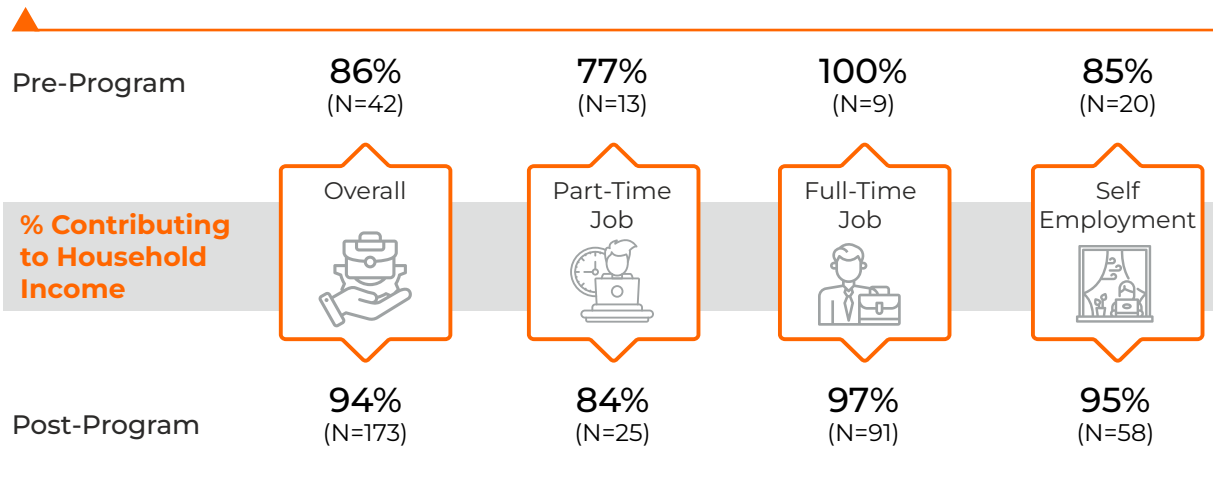 Pre-Program
86%
(N=42)
77%
(N=13)
100%
(N=9)
85%
(N=20)
% Contributing
to Household
Income
Overall
Part-Time
Job
Full-Time
Job
Self
Employment
Post-Program
94%
(N=173)
84%
(N=25)
97%
(N=91)
95%
(N=58)